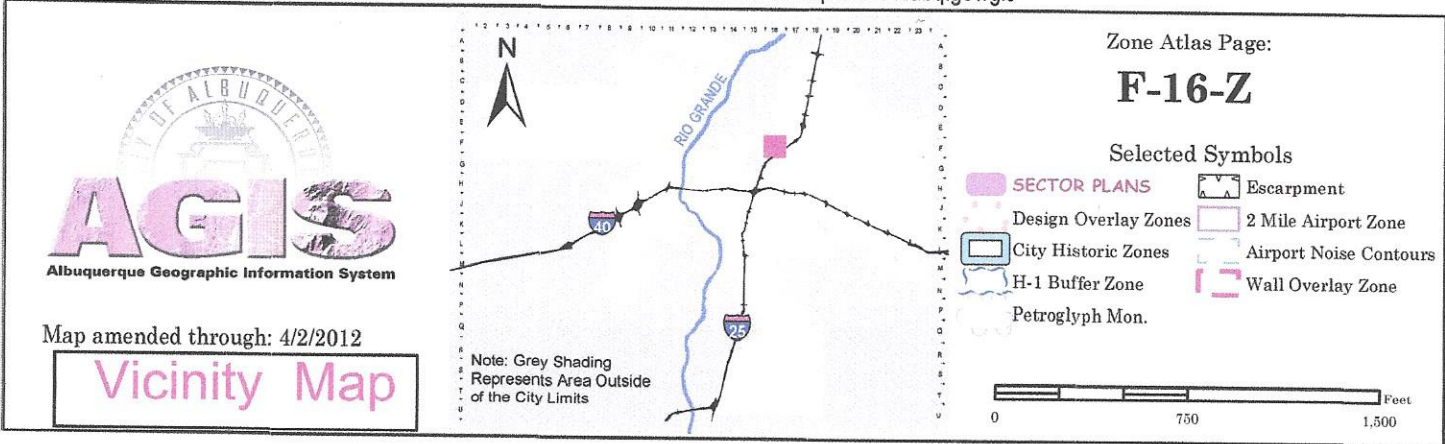 CITY OF ALBUQUERQUE
AGIS
Albuquerque Geographic Information System
Map amended through: 4/2/2012
Vicinity Map
N
RIO GRANDE
40
25
Note: Grey Shading
Represents Area Outside
of the City Limits
Zone Atlas Page:
F-16-Z
Selected Symbols
SECTOR PLANS
Design Overlay Zones
City Historic Zones
H-1 Buffer Zone
Petroglyph Mon.
Escarpment
2 Mile Airport Zone
Airport Noise Contours
Wall Overlay Zone
Feet
0 750 1,500